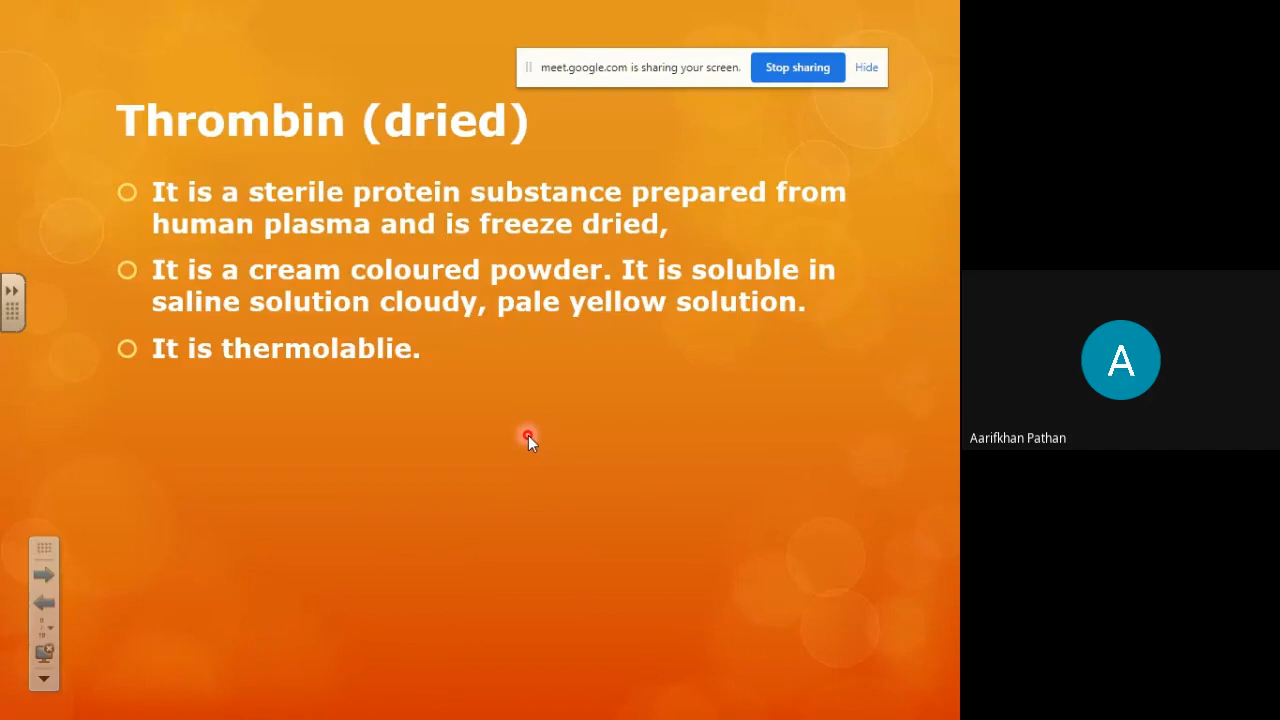 meet.google.com is sharing your screen.
Stop sharing
Hide
Thrombin (dried)
It is a sterile protein substance prepared from
human plasma and is freeze dried,
It is a cream coloured powder. It is soluble in
saline solution cloudy, pale yellow solution.
It is thermolablie.
A
Aarifkhan Pathan